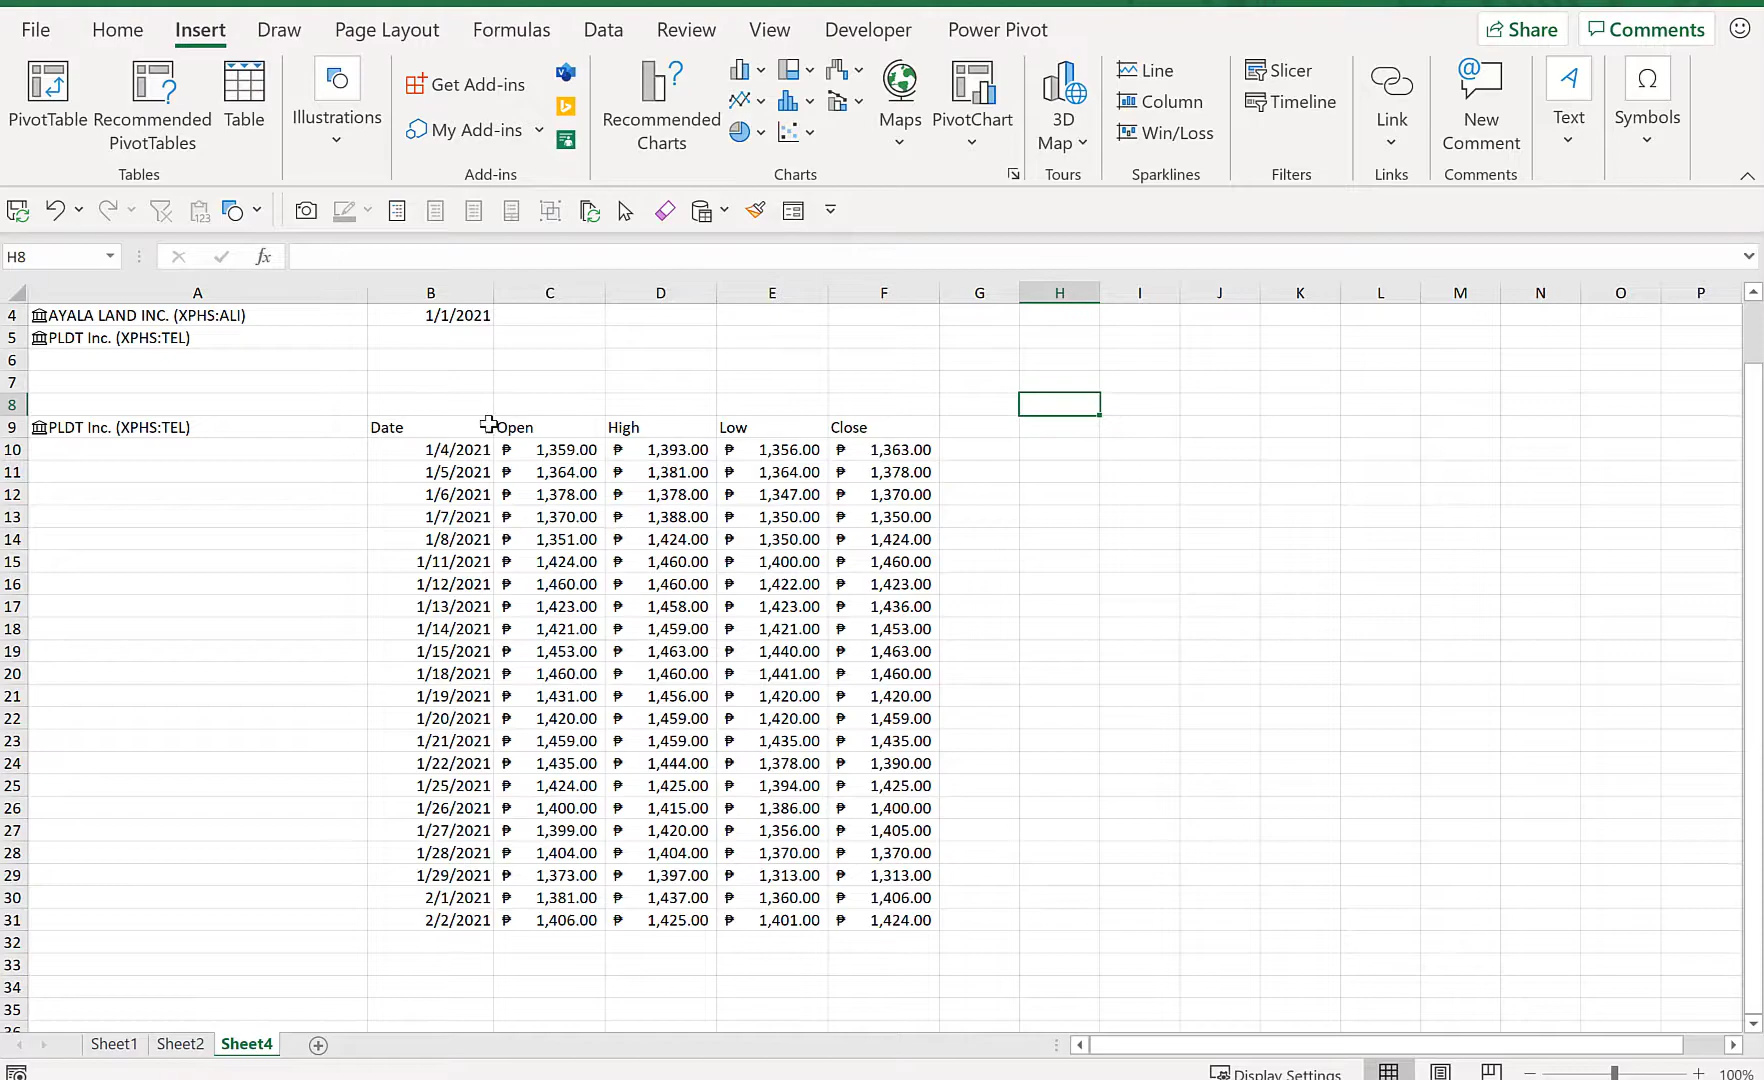 File Home Insert Draw Page Layout Formulas Data Review View Developer Power Pivot Share Comments
PivotTable Recommended PivotTables Table Illustrations Get Add-ins My Add-ins Recommended Charts Maps PivotChart 3D Map Line Column Win/Loss Slicer Timeline Link New Comment Text Symbols
Tables Add-ins Charts Tours Sparklines Filters Links Comments
H8 fx
A B C D E F G H I J K L M N O P
4 AYALA LAND INC. (XPHS:ALI) 1/1/2021
5 PLDT Inc. (XPHS:TEL)
6
7
8
9 PLDT Inc. (XPHS:TEL) Date Open High Low Close
10 1/4/2021 ₱ 1,359.00 ₱ 1,393.00 ₱ 1,356.00 ₱ 1,363.00
11 1/5/2021 ₱ 1,364.00 ₱ 1,381.00 ₱ 1,364.00 ₱ 1,378.00
12 1/6/2021 ₱ 1,378.00 ₱ 1,378.00 ₱ 1,347.00 ₱ 1,370.00
13 1/7/2021 ₱ 1,370.00 ₱ 1,388.00 ₱ 1,350.00 ₱ 1,350.00
14 1/8/2021 ₱ 1,351.00 ₱ 1,424.00 ₱ 1,350.00 ₱ 1,424.00
15 1/11/2021 ₱ 1,424.00 ₱ 1,460.00 ₱ 1,400.00 ₱ 1,460.00
16 1/12/2021 ₱ 1,460.00 ₱ 1,460.00 ₱ 1,422.00 ₱ 1,423.00
17 1/13/2021 ₱ 1,423.00 ₱ 1,458.00 ₱ 1,423.00 ₱ 1,436.00
18 1/14/2021 ₱ 1,421.00 ₱ 1,459.00 ₱ 1,421.00 ₱ 1,453.00
19 1/15/2021 ₱ 1,453.00 ₱ 1,463.00 ₱ 1,440.00 ₱ 1,463.00
20 1/18/2021 ₱ 1,460.00 ₱ 1,460.00 ₱ 1,441.00 ₱ 1,460.00
21 1/19/2021 ₱ 1,431.00 ₱ 1,456.00 ₱ 1,420.00 ₱ 1,420.00
22 1/20/2021 ₱ 1,420.00 ₱ 1,459.00 ₱ 1,420.00 ₱ 1,459.00
23 1/21/2021 ₱ 1,459.00 ₱ 1,459.00 ₱ 1,435.00 ₱ 1,435.00
24 1/22/2021 ₱ 1,435.00 ₱ 1,444.00 ₱ 1,378.00 ₱ 1,390.00
25 1/25/2021 ₱ 1,424.00 ₱ 1,425.00 ₱ 1,394.00 ₱ 1,425.00
26 1/26/2021 ₱ 1,400.00 ₱ 1,415.00 ₱ 1,386.00 ₱ 1,400.00
27 1/27/2021 ₱ 1,399.00 ₱ 1,420.00 ₱ 1,356.00 ₱ 1,405.00
28 1/28/2021 ₱ 1,404.00 ₱ 1,404.00 ₱ 1,370.00 ₱ 1,370.00
29 1/29/2021 ₱ 1,373.00 ₱ 1,397.00 ₱ 1,313.00 ₱ 1,313.00
30 2/1/2021 ₱ 1,381.00 ₱ 1,437.00 ₱ 1,360.00 ₱ 1,406.00
31 2/2/2021 ₱ 1,406.00 ₱ 1,425.00 ₱ 1,401.00 ₱ 1,424.00
32
33
34
35
36
Sheet1 Sheet2 Sheet4
Display Settings 100%